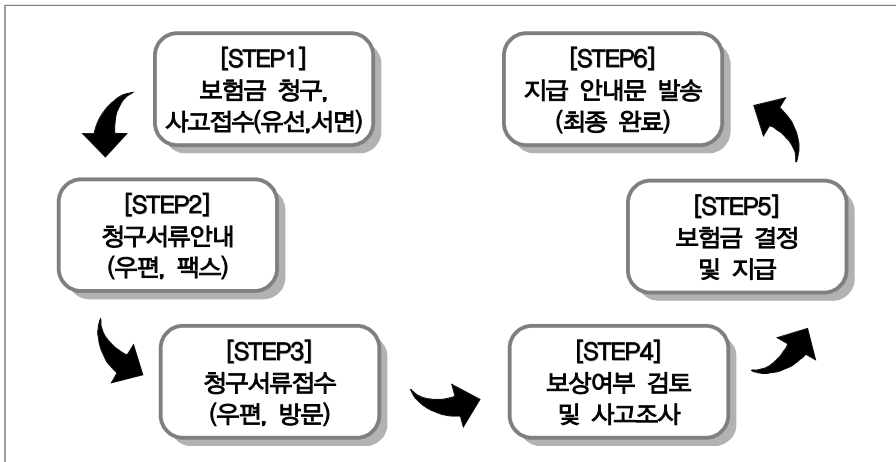 [STEP1]
보험금 청구,
사고접수(유선,서면)
[STEP2]
청구서류안내
(우편, 팩스)
[STEP3]
청구서류접수
(우편, 방문)
[STEP4]
보상여부 검토
및 사고조사
[STEP5]
보험금 결정
및 지급
[STEP6]
지급 안내문 발송
(최종 완료)